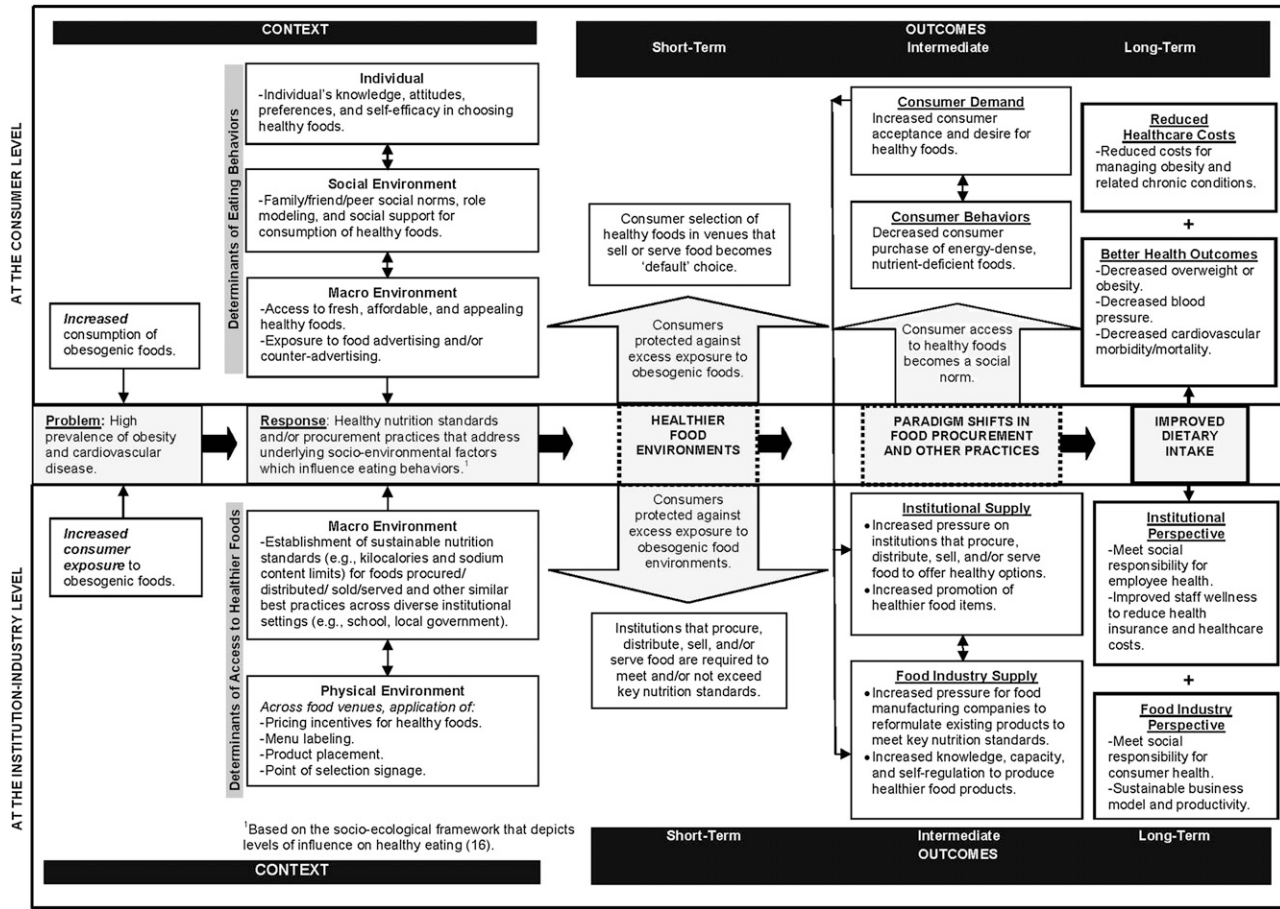 AT THE CONSUMER LEVEL
CONTEXT
Determinants of Eating Behaviors
Individual
-Individual's knowledge, attitudes,
preferences, and self-efficacy in choosing
healthy foods.
Social Environment
-Family/friend/peer social norms, role
modeling, and social support for
consumption of healthy foods.
Macro Environment
-Access to fresh, affordable, and appealing
healthy foods.
-Exposure to food advertising and/or
counter-advertising.
Increased
consumption of
obesogenic foods.
OUTCOMES
Short-Term
Intermediate
Long-Term
Consumer selection of
healthy foods in venues that
sell or serve food becomes
'default' choice.
Consumers
protected against
excess exposure to
obesogenic foods.
Consumer Demand
Increased consumer
acceptance and desire for
healthy foods.
Consumer Behaviors
Decreased consumer
purchase of energy-dense,
nutrient-deficient foods.
Consumer access
to healthy foods
becomes a social
norm.
Reduced
Healthcare Costs
-Reduced costs for
managing obesity and
related chronic conditions.
+
Better Health Outcomes
-Decreased overweight or
obesity.
-Decreased blood
pressure.
-Decreased cardiovascular
morbidity/mortality.
Problem: High
prevalence of obesity
and cardiovascular
disease.
Response: Healthy nutrition standards
and/or procurement practices that address
underlying socio-environmental factors
which influence eating behaviors.1
HEALTHIER
FOOD
ENVIRONMENTS
PARADIGM SHIFTS IN
FOOD PROCUREMENT
AND OTHER PRACTICES
IMPROVED
DIETARY
INTAKE
AT THE INSTITUTION-INDUSTRY LEVEL
Increased
consumer
exposure to
obesogenic foods.
Determinants of Access to Healthier Foods
Macro Environment
-Establishment of sustainable nutrition
standards (e.g., kilocalories and sodium
content limits) for foods procured/
distributed/ sold/served and other similar
best practices across diverse institutional
settings (e.g., school, local government).
Physical Environment
Across food venues, application of:
-Pricing incentives for healthy foods.
-Menu labeling.
-Product placement.
-Point of selection signage.
1Based on the socio-ecological framework that depicts
levels of influence on healthy eating (16).
CONTEXT
Consumers
protected against
excess exposure to
obesogenic food
environments.
Institutions that procure,
distribute, sell, and/or
serve food are required to
meet and/or not exceed
key nutrition standards.
Institutional Supply
•Increased pressure on
institutions that procure,
distribute, sell, and/or serve
food to offer healthy options.
•Increased promotion of
healthier food items.
Food Industry Supply
•Increased pressure for food
manufacturing companies to
reformulate existing products to
meet key nutrition standards.
•Increased knowledge, capacity,
and self-regulation to produce
healthier food products.
Institutional
Perspective
-Meet social
responsibility for
employee health.
-Improved staff wellness
to reduce health
insurance and healthcare
costs.
+
Food Industry
Perspective
-Meet social
responsibility for
consumer health.
-Sustainable business
model and productivity.
Short-Term
Intermediate
Long-Term
OUTCOMES